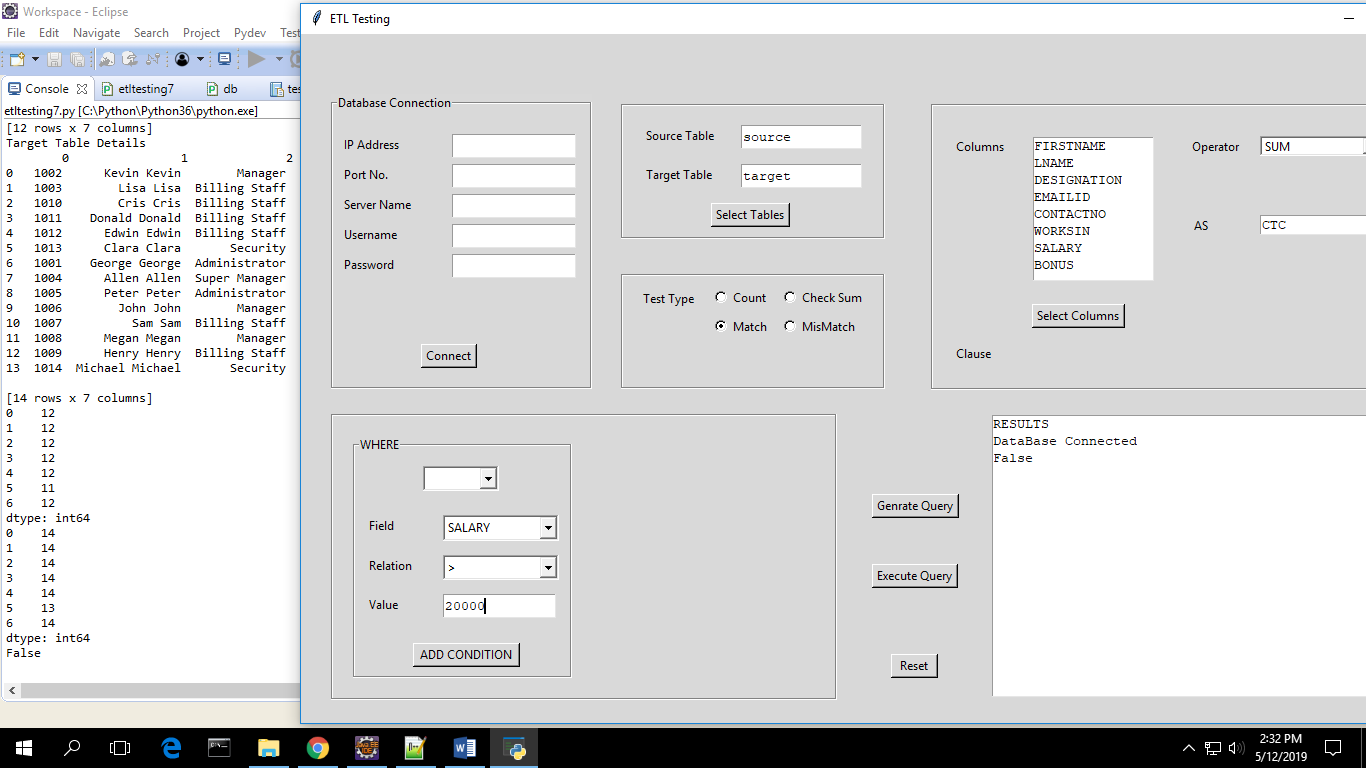 Workspace - Eclipse
File Edit Navigate Search Project Pydev Test
Console etltesting7 db tes
etltesting7.py [C:\Python\Python36\python.exe]
[12 rows x 7 columns]
Target Table Details
0 1 2
0 1002 Kevin Kevin Manager
1 1003 Lisa Lisa Billing Staff
2 1010 Cris Cris Billing Staff
3 1011 Donald Donald Billing Staff
4 1012 Edwin Edwin Billing Staff
5 1013 Clara Clara Security
6 1001 George George Administrator
7 1004 Allen Allen Super Manager
8 1005 Peter Peter Administrator
9 1006 John John Manager
10 1007 Sam Sam Billing Staff
11 1008 Megan Megan Manager
12 1009 Henry Henry Billing Staff
13 1014 Michael Michael Security
[14 rows x 7 columns]
0 12
1 12
2 12
3 12
4 12
5 11
6 12
dtype: int64
0 14
1 14
2 14
3 14
4 14
5 13
6 14
dtype: int64
False
ETL Testing
Database Connection
IP Address
Port No.
Server Name
Username
Password
Connect
Source Table source
Target Table target
Select Tables
Test Type Count Check Sum
Match MisMatch
Columns
FIRSTNAME
LNAME
DESIGNATION
EMAILID
CONTACTNO
WORKSIN
SALARY
BONUS
Operator SUM
AS CTC
Select Columns
Clause
WHERE
Field SALARY
Relation >
Value 20000
ADD CONDITION
Genrate Query
Execute Query
Reset
RESULTS
DataBase Connected
False
2:32 PM
5/12/2019